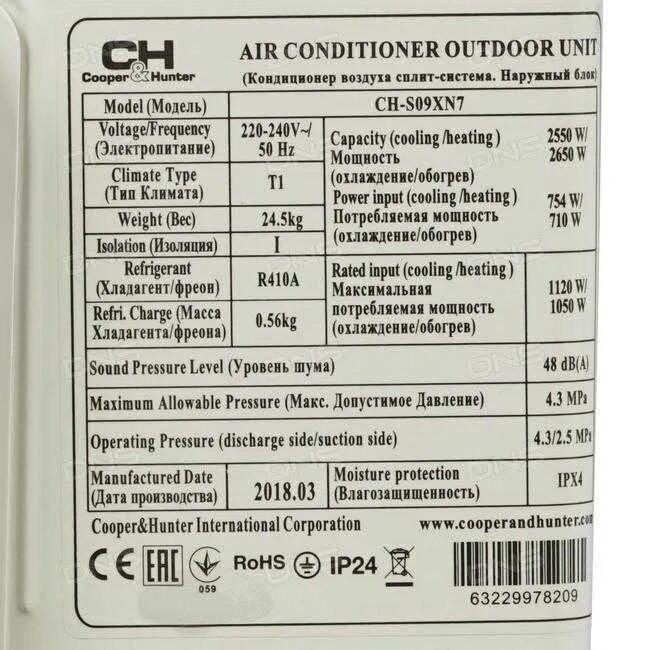 CH
Cooper&Hunter
AIR CONDITIONER OUTDOOR UNIT
(Кондиционер воздуха сплит-система. Наружный блок)
Model (Модель)
CH-S09XN7
Voltage/Frequency
(Электропитание)
220-240V~/
50 Hz
Climate Type
(Тип Климата)
T1
Weight (Вес)
24.5kg
Isolation (Изоляция)
I
Refrigerant
(Хладагент/фреон)
R410A
Refri. Charge (Масса
Хладагента/фреона)
0.56kg
Capacity (cooling /heating )
Мощность
(охлаждение/обогрев)
2550 W/
2650 W
Power input (cooling /heating )
Потребляемая мощность
(охлаждение/обогрев)
754 W/
710 W
Rated input (cooling /heating )
Максимальная
потребляемая мощность
(охлаждение/обогрев)
1120 W/
1050 W
Sound Pressure Level (Уровень шума)
48 dB(A)
Maximum Allowable Pressure (Макс. Допустимое Давление)
4.3 MPa
Operating Pressure (discharge side/suction side)
4.3/2.5 MPa
Manufactured Date
(Дата производства)
2018.03
Moisture protection
(Влагозащищенность)
IPX4
Cooper&Hunter International Corporation
www.cooperandhunter.com
CE EAC
059
RoHS
IP24
63229978209
DNS